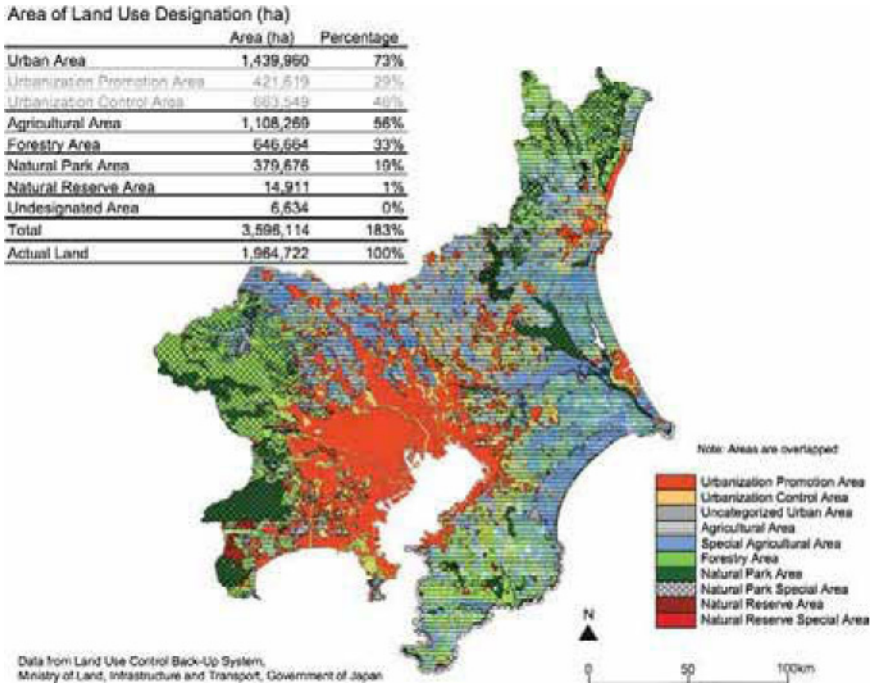 Area of Land Use Designation (ha)
Area (ha) Percentage
Urban Area 1,439,960 73%
Urbanization Promotion Area 421,619 29%
Urbanization Control Area 663,549 46%
Agricultural Area 1,108,269 56%
Forestry Area 646,664 33%
Natural Park Area 379,676 19%
Natural Reserve Area 14,911 1%
Undesignated Area 6,634 0%
Total 3,596,114 183%
Actual Land 1,964,722 100%
Note: Areas are overlapped
Urbanization Promotion Area
Urbanization Control Area
Uncategorized Urban Area
Agricultural Area
Special Agricultural Area
Forestry Area
Natural Park Area
Natural Park Special Area
Natural Reserve Area
Natural Reserve Special Area
N
0 50 100km
Data from Land Use Control Back-Up System,
Ministry of Land, Infrastructure and Transport, Government of Japan